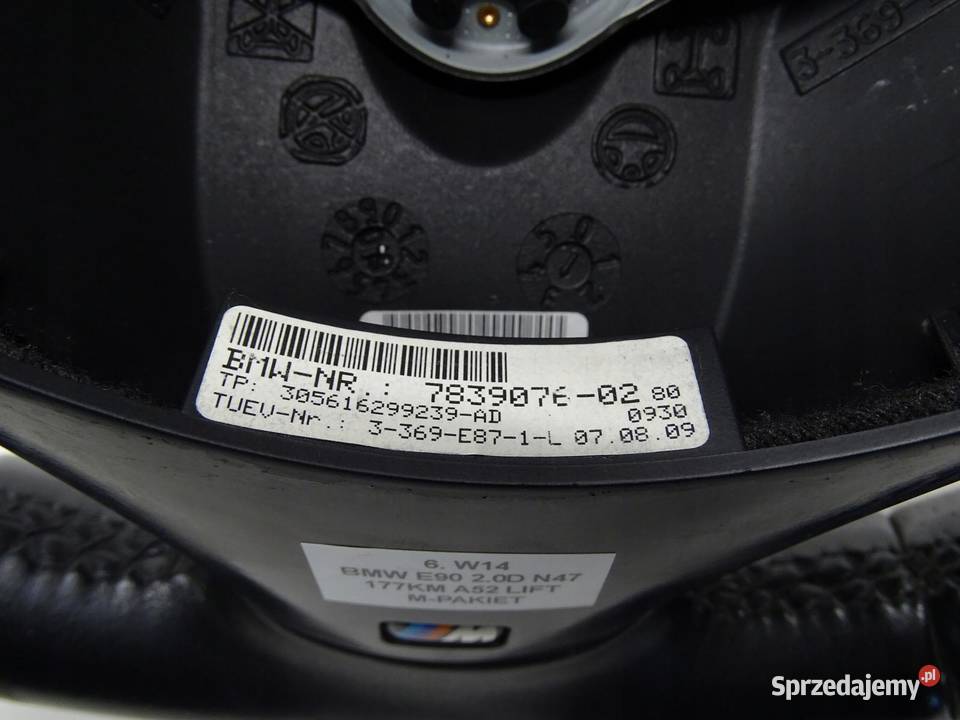 3-369
BMW-NR.: 7839076-02 80
TP: 305616299239-AD 0930
TUEV-Nr.: 3-369-E87-1-L 07.08.09
6. W14
BMW E90 2.0D N47
177KM A52 LIFT
M-PAKIET
M
Sprzedajemy.pl